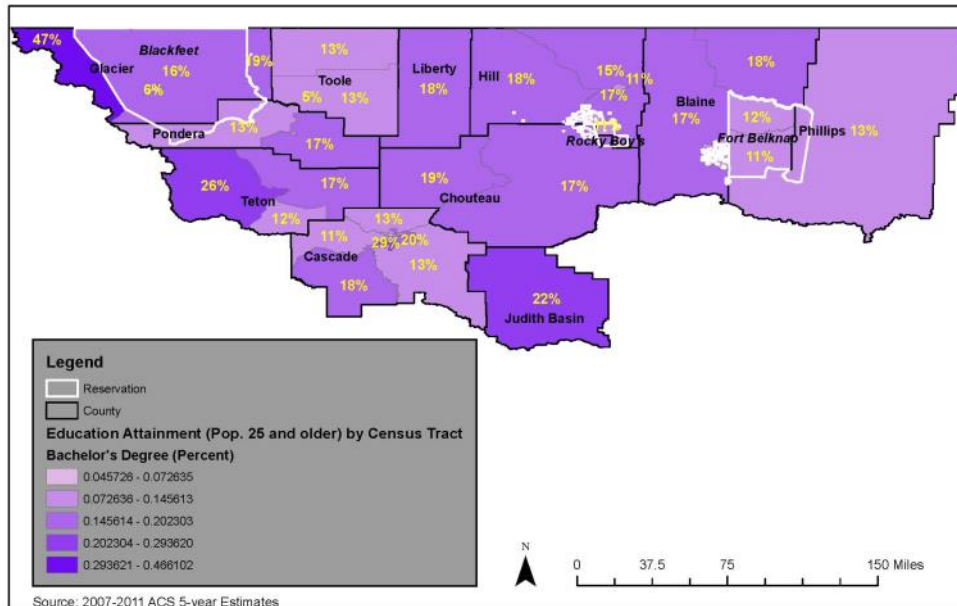 47%
Blackfeet
19%
13%
Glacier
16%
6%
Toole
6%
13%
Liberty
18%
Hill
18%
15%
11%
17%
18%
Blaine
17%
12%
Phillips
13%
Pondera
13%
17%
Rocky Boy's
Fort Belknap
11%
26%
Teton
17%
12%
19%
Chouteau
17%
13%
11%
29%
20%
Cascade
13%
18%
22%
Judith Basin
Legend
Reservation
County
Education Attainment (Pop. 25 and older) by Census Tract
Bachelor's Degree (Percent)
0.045726 - 0.072635
0.072636 - 0.145613
0.145614 - 0.202303
0.202304 - 0.293620
0.293621 - 0.466102
N
0 37.5 75 150 Miles
Source: 2007-2011 ACS 5-year Estimates